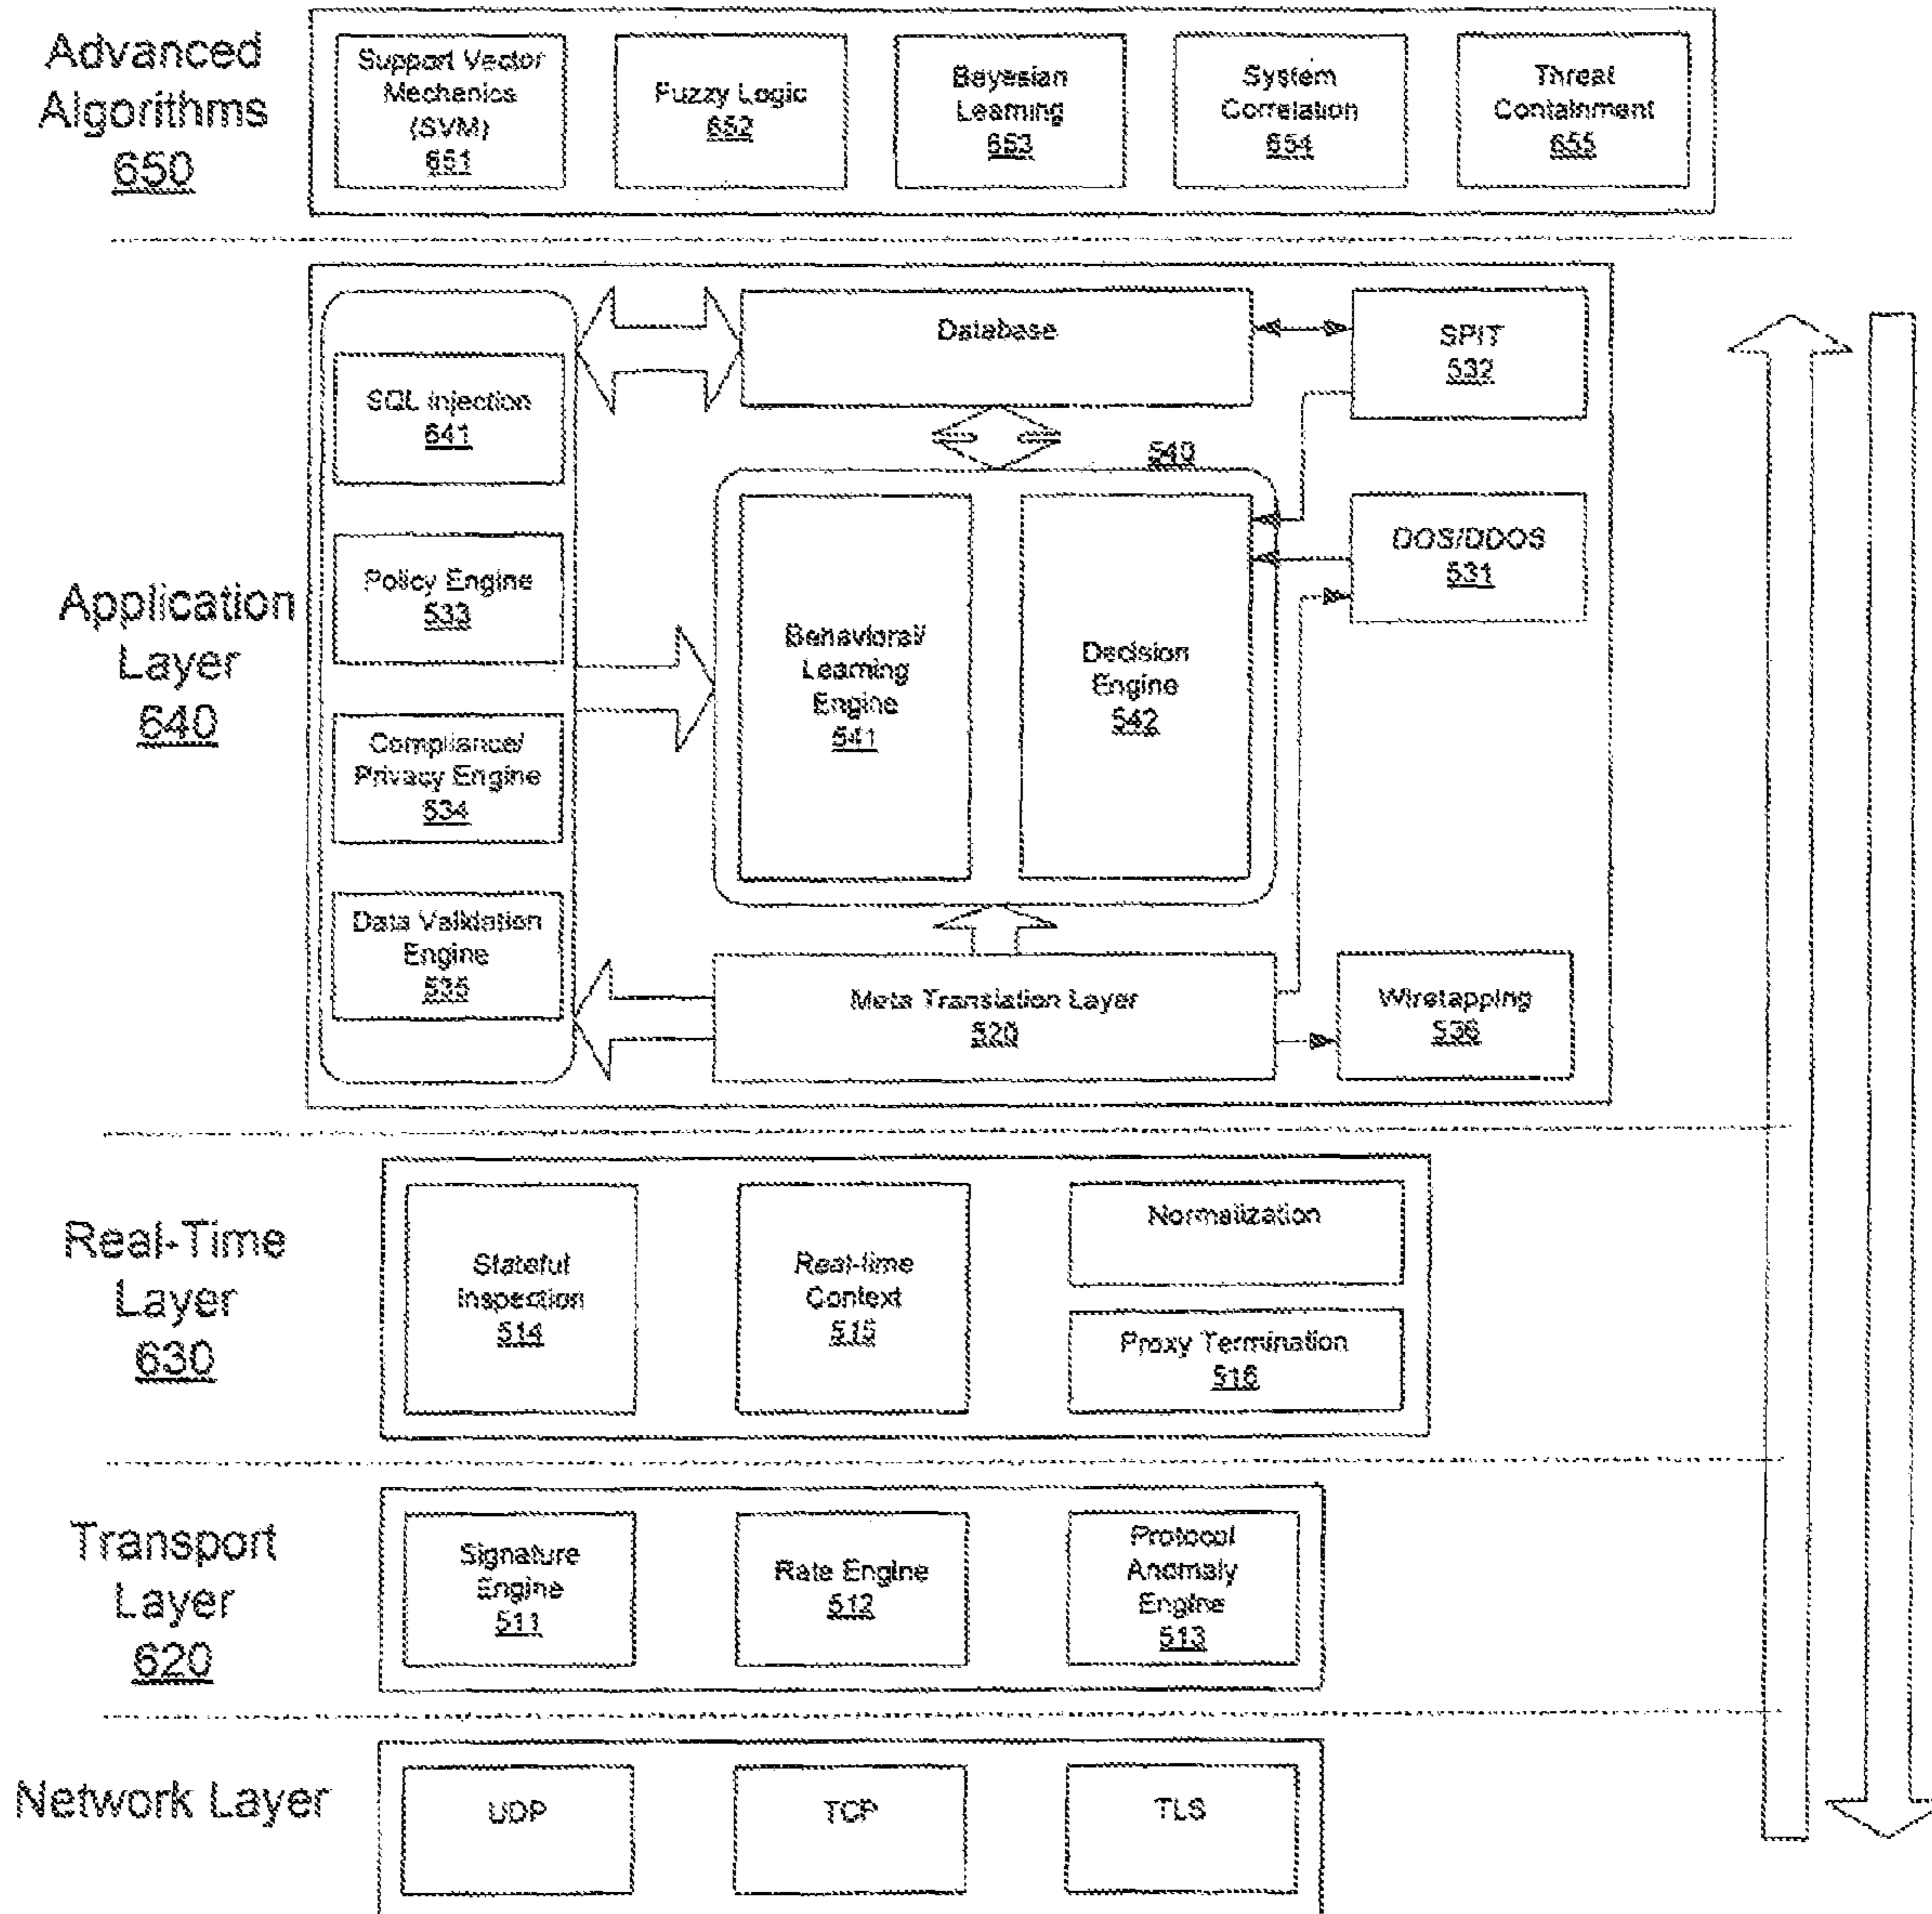 Advanced
Algorithms
650
Support Vector
Mechanics
(SVM)
651
Fuzzy Logic
652
Bayesian
Learning
653
System
Correlation
654
Threat
Containment
655
Application
Layer
640
SQL Injection
641
Policy Engine
533
Compliance/
Privacy Engine
534
Data Validation
Engine
535
Database
540
Behavioral/
Learning
Engine
541
Decision
Engine
542
Meta Translation Layer
520
SPIT
532
DOS/DDOS
531
Wiretapping
536
Real-Time
Layer
630
Stateful
Inspection
514
Real-time
Context
515
Normalization
Proxy Termination
516
Transport
Layer
620
Signature
Engine
511
Rate Engine
512
Protocol
Anomaly
Engine
513
Network Layer
UDP
TCP
TLS